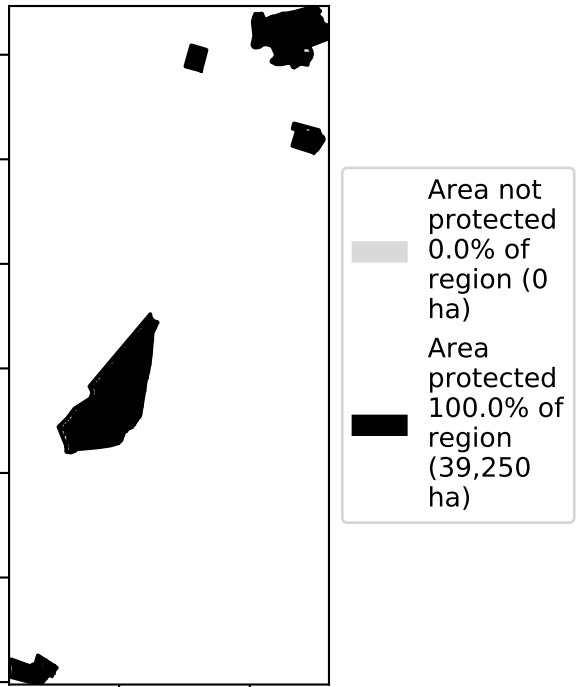 Area not
protected
0.0% of
region (0
ha)
Area
protected
100.0% of
region
(39,250
ha)